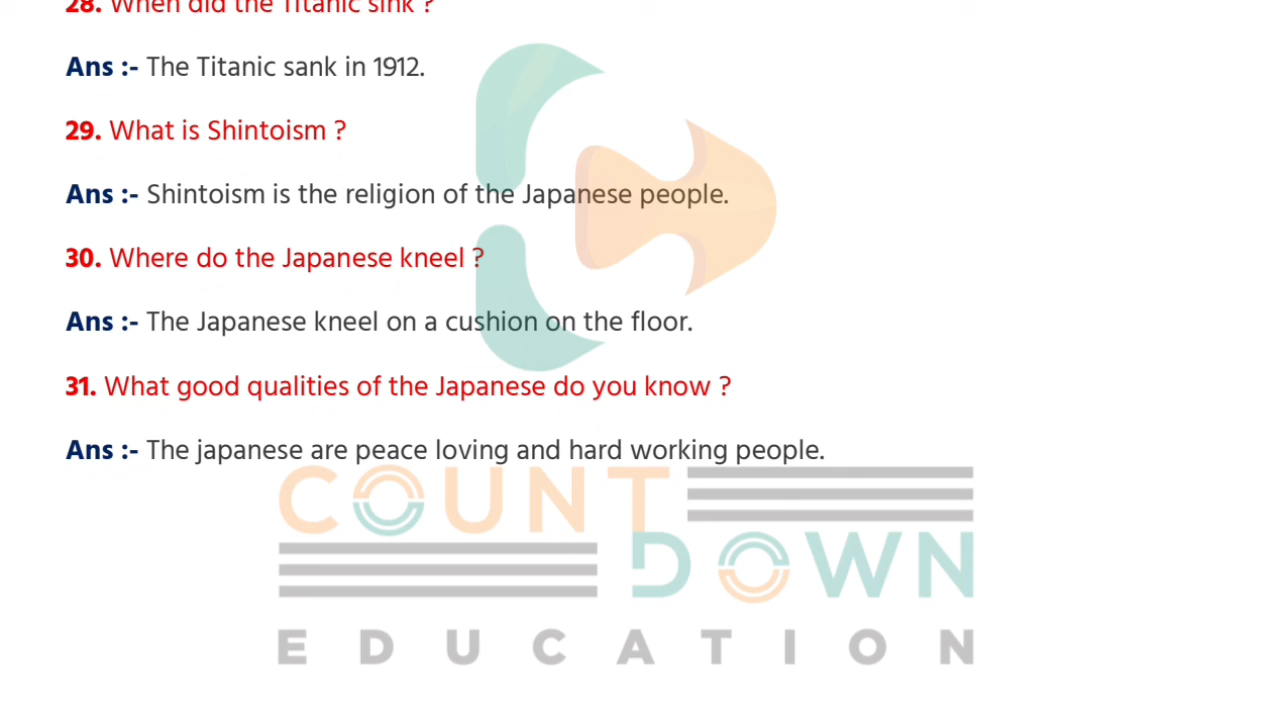 28. When did the Titanic sink ?
Ans :- The Titanic sank in 1912.
29. What is Shintoism ?
Ans :- Shintoism is the religion of the Japanese people.
30. Where do the Japanese kneel ?
Ans :- The Japanese kneel on a cushion on the floor.
31. What good qualities of the Japanese do you know ?
Ans :- The japanese are peace loving and hard working people.
COUNT
DOWN
EDUCATION